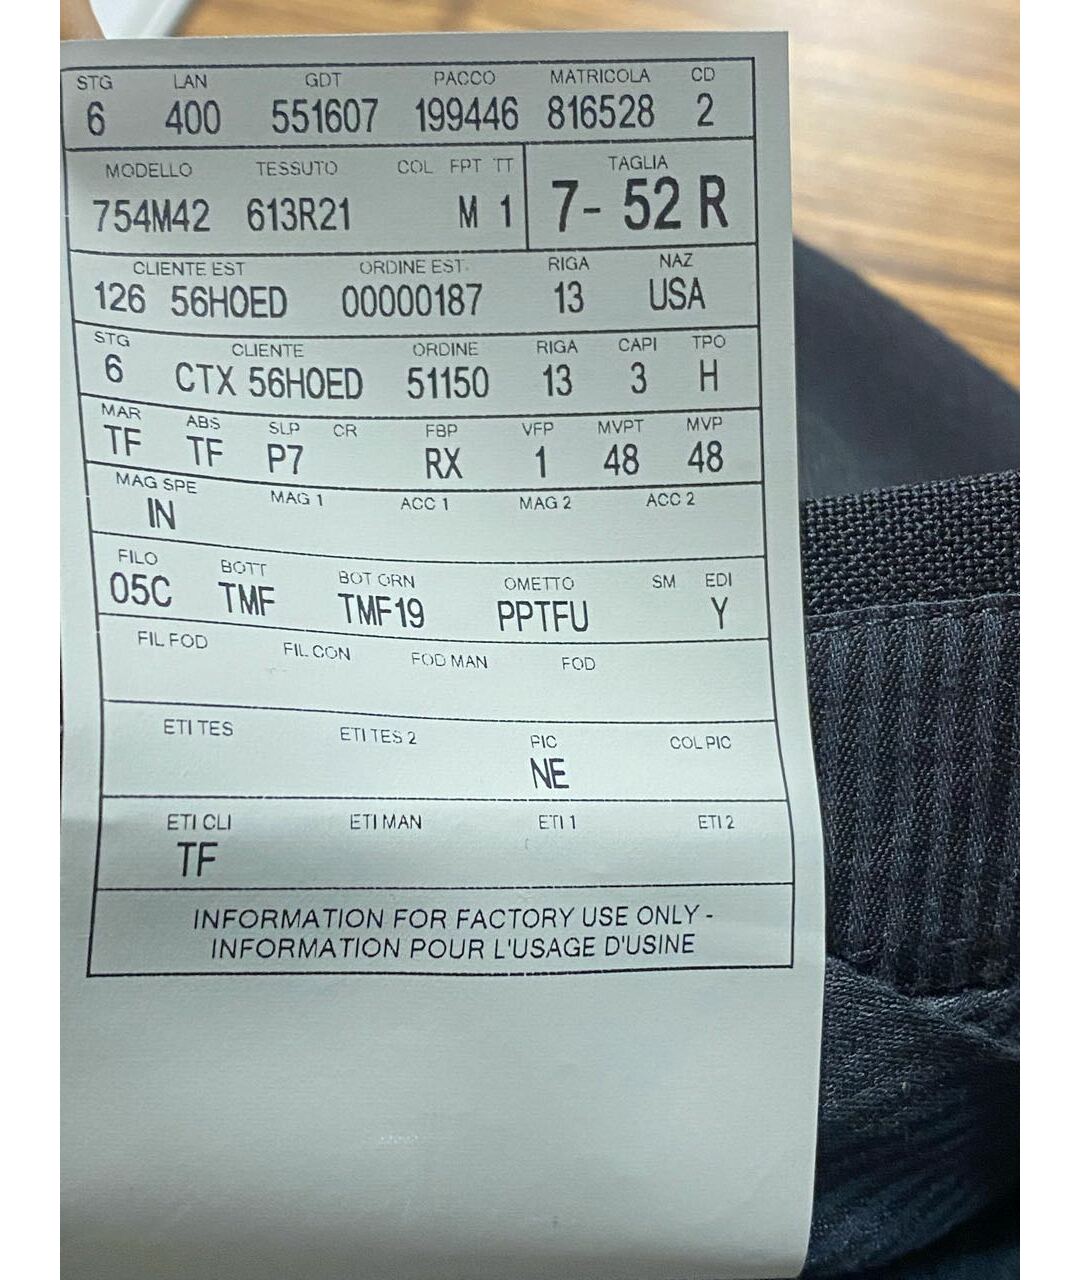 STG LAN GDT PACCO MATRICOLA CD
6 400 551607 199446 816528 2
MODELLO TESSUTO COL FPT TT TAGLIA
754M42 613R21 M 1 7- 52 R
CLIENTE EST ORDINE EST. RIGA NAZ
126 56HOED 00000187 13 USA
STG CLIENTE ORDINE RIGA CAPI TPO
6 CTX 56HOED 51150 13 3 H
MAR ABS SLP CR FBP VFP MVPT MVP
TF TF P7 RX 1 48 48
MAG SPE MAG 1 ACC 1 MAG 2 ACC 2
IN
FILO BOTT BOT ORN OMETTO SM EDI
05C TMF TMF19 PPTFU Y
FIL FOD FIL CON FOD MAN FOD
ETI TES ETI TES 2 PIC COL PIC
NE
ETI CLI ETI MAN ETI 1 ETI 2
TF
INFORMATION FOR FACTORY USE ONLY -
INFORMATION POUR L'USAGE D'USINE